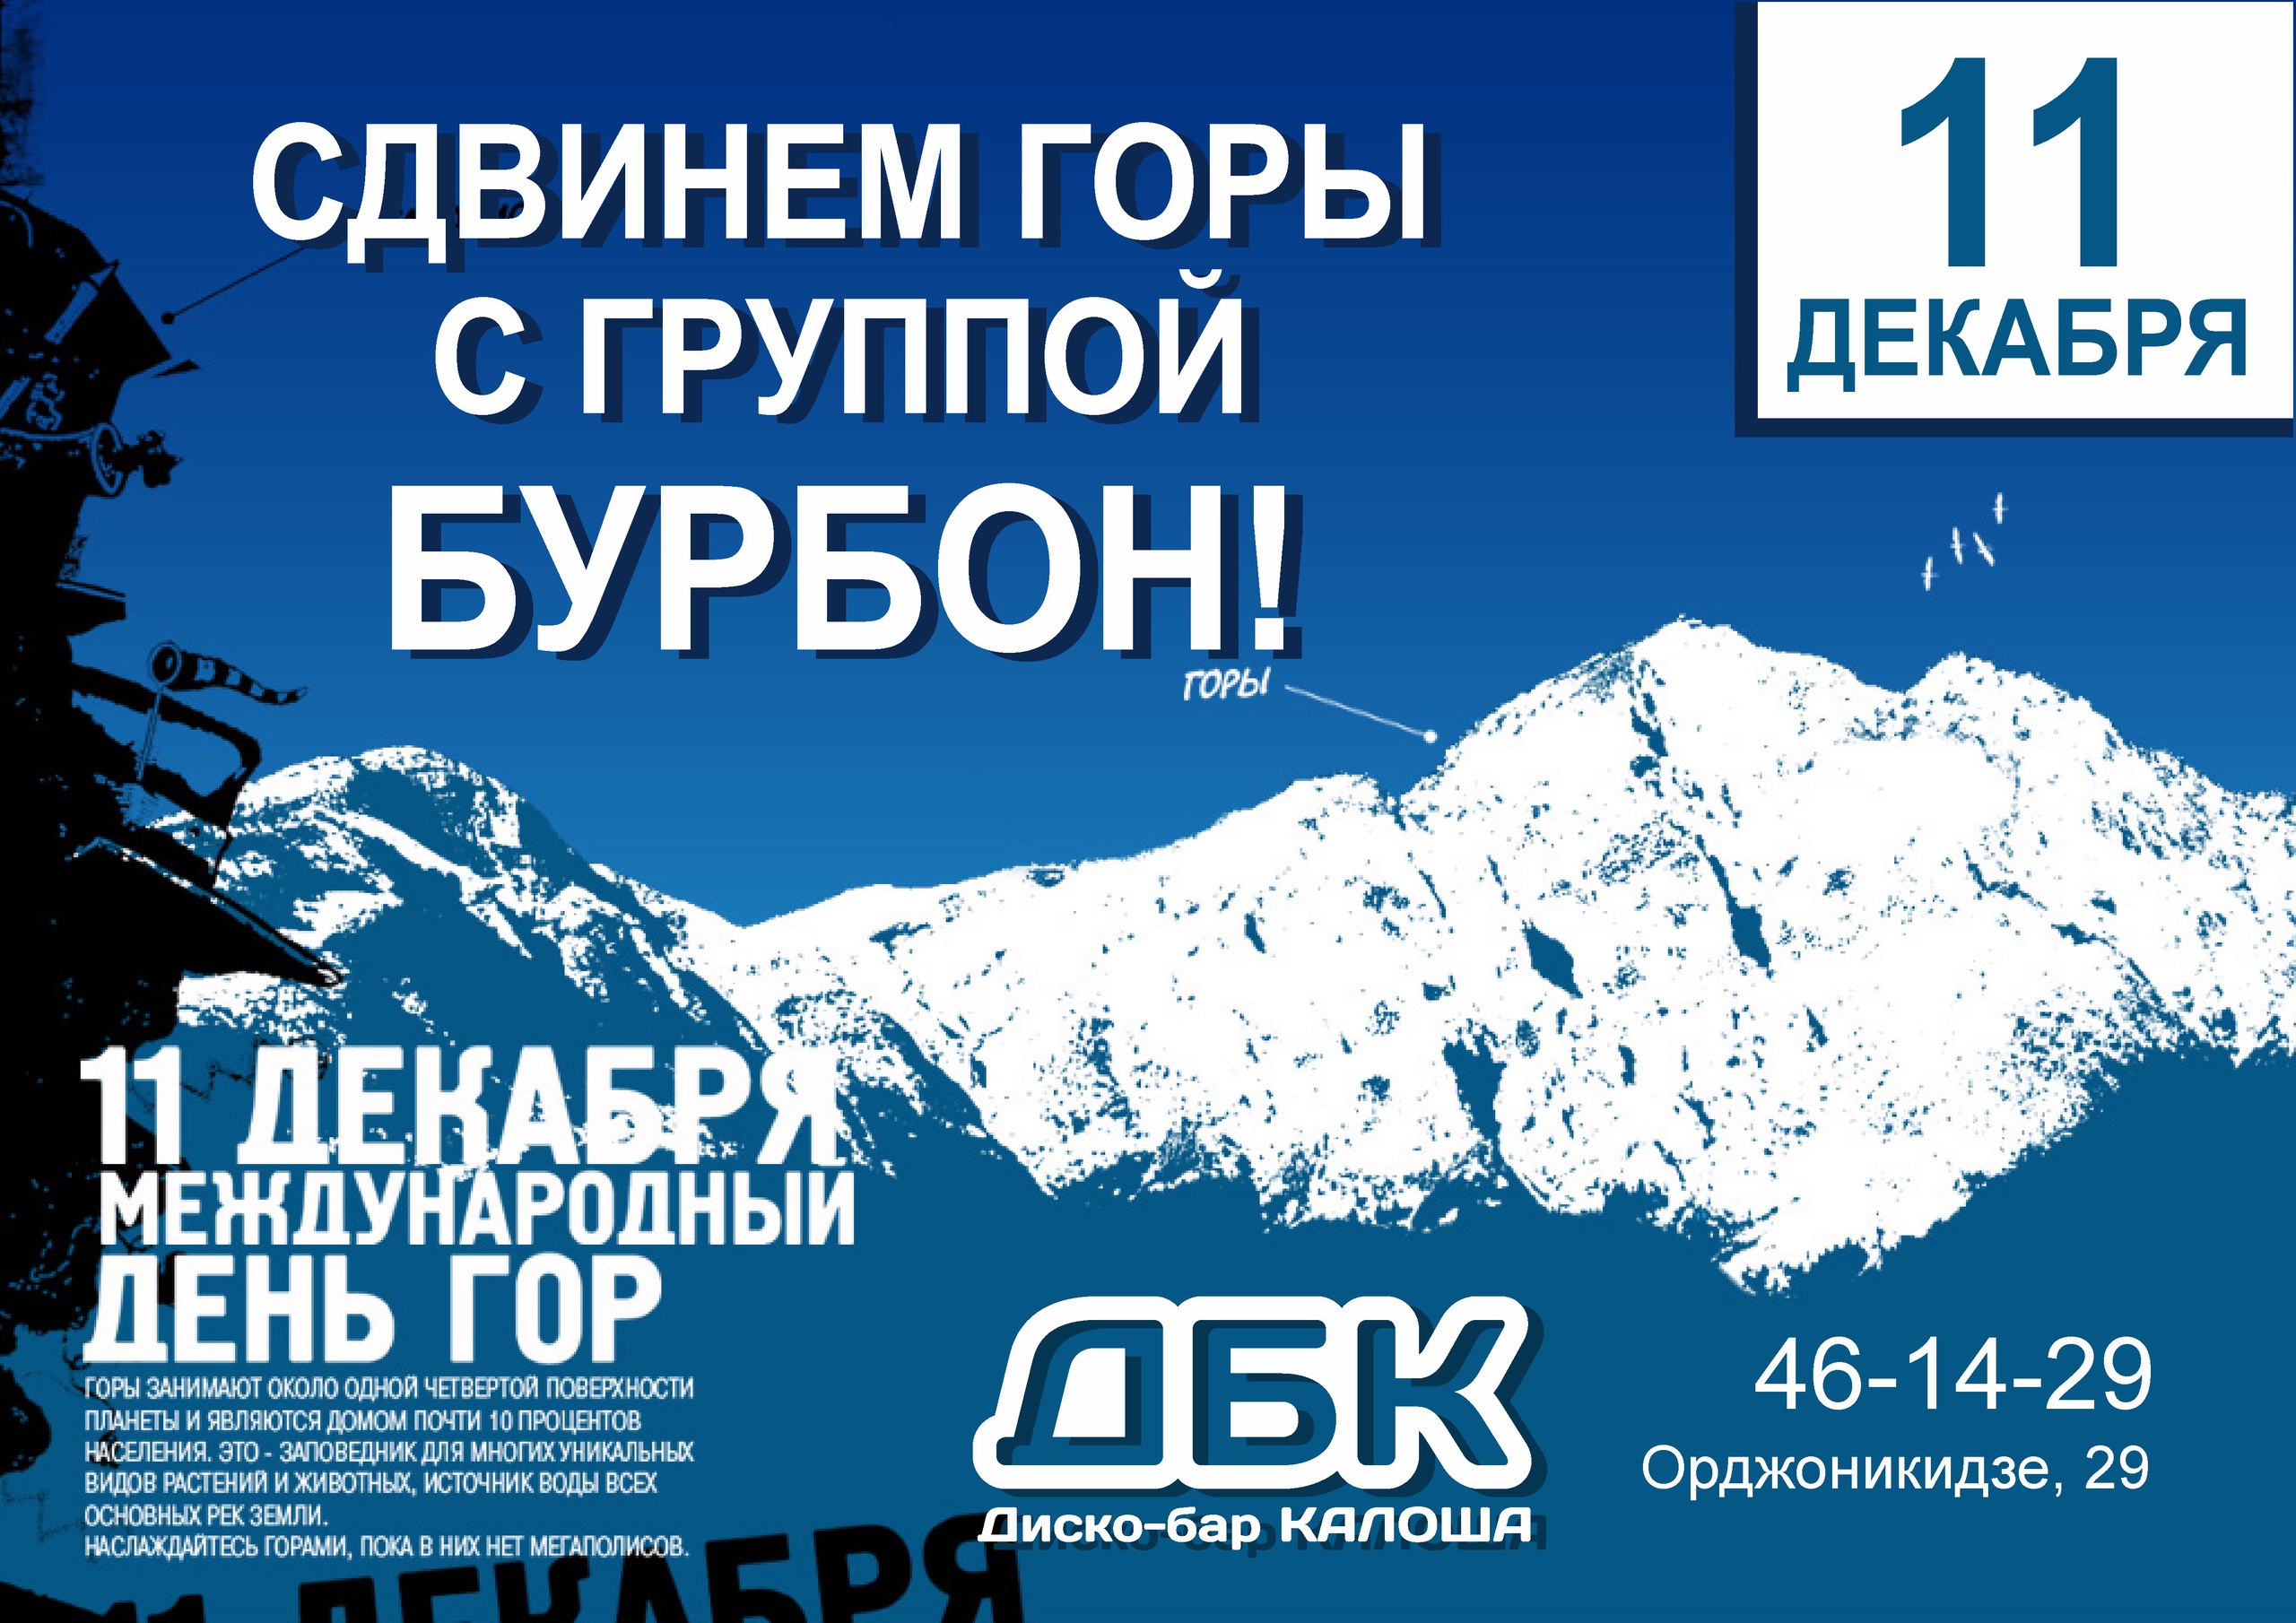 СДВИНЕМ ГОРЫ
С ГРУППОЙ
БУРБОН!
11
ДЕКАБРЯ
ГОРЫ
11 ДЕКАБРЯ
МЕЖДУНАРОДНЫЙ
ДЕНЬ ГОР
ГОРЫ ЗАНИМАЮТ ОКОЛО ОДНОЙ ЧЕТВЕРТОЙ ПОВЕРХНОСТИ
ПЛАНЕТЫ И ЯВЛЯЮТСЯ ДОМОМ ПОЧТИ 10 ПРОЦЕНТОВ
НАСЕЛЕНИЯ. ЭТО - ЗАПОВЕДНИК ДЛЯ МНОГИХ УНИКАЛЬНЫХ
ВИДОВ РАСТЕНИЙ И ЖИВОТНЫХ, ИСТОЧНИК ВОДЫ ВСЕХ
ОСНОВНЫХ РЕК ЗЕМЛИ.
НАСЛАЖДАЙТЕСЬ ГОРАМИ, ПОКА В НИХ НЕТ МЕГАПОЛИСОВ.
11 ДЕКАБРЯ
ДБК
Диско-бар КАЛОША
46-14-29
Орджоникидзе, 29